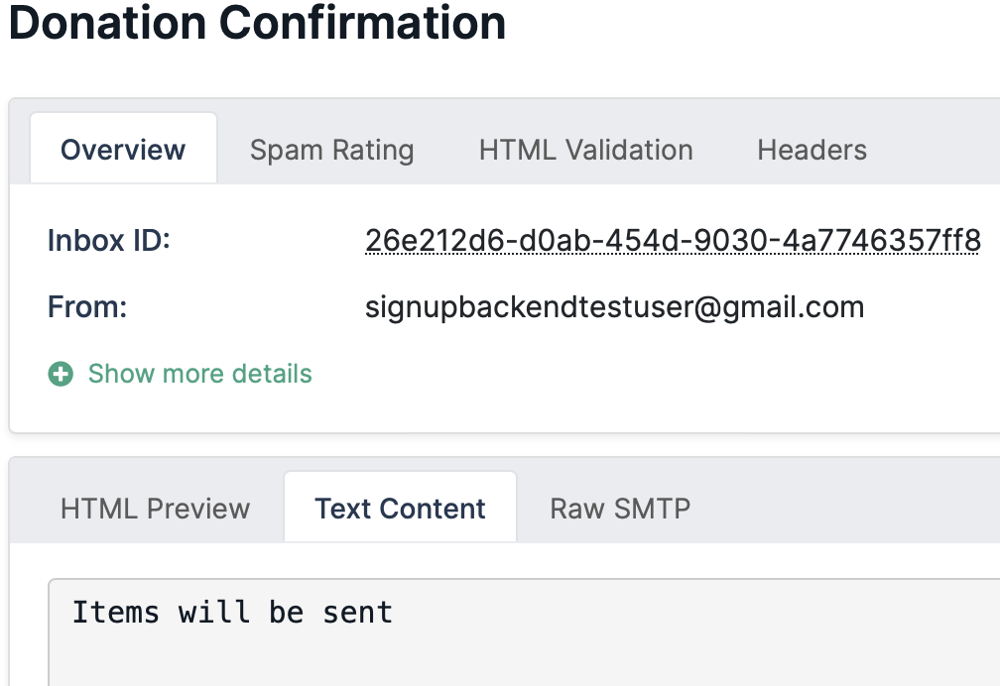 Donation Confirmation
Overview Spam Rating HTML Validation Headers
Inbox ID: 26e212d6-d0ab-454d-9030-4a7746357ff8
From: signupbackendtestuser@gmail.com
Show more details
HTML Preview Text Content Raw SMTP
Items will be sent